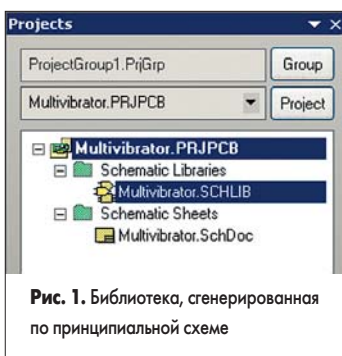 Projects
ProjectGroup1.PrjGrp
Group
Multivibrator.PRJPCB
Project
Multivibrator.PRJPCB
Schematic Libraries
Multivibrator.SCHLIB
Schematic Sheets
Multivibrator.SchDoc
Рис. 1. Библиотека, сгенерированная
по принципиальной схеме